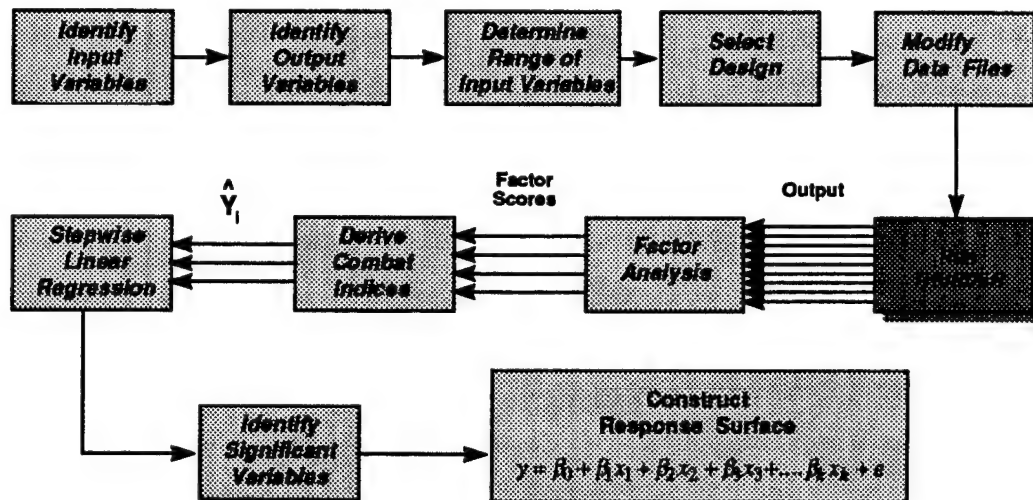 Identify
Input
Variables
Identify
Output
Variables
Determine
Range of
Input Variables
Select
Design
Modify
Data Files
Output
Factor
Scores
Ŷi
Run
Factor
Analysis
Derive
Combat
Indices
Stepwise
Linear
Regression
Identify
Significant
Variables
Construct
Response Surface
y = β0 + β1x1 + β2x2 + β3x3 +.... βkxk + e